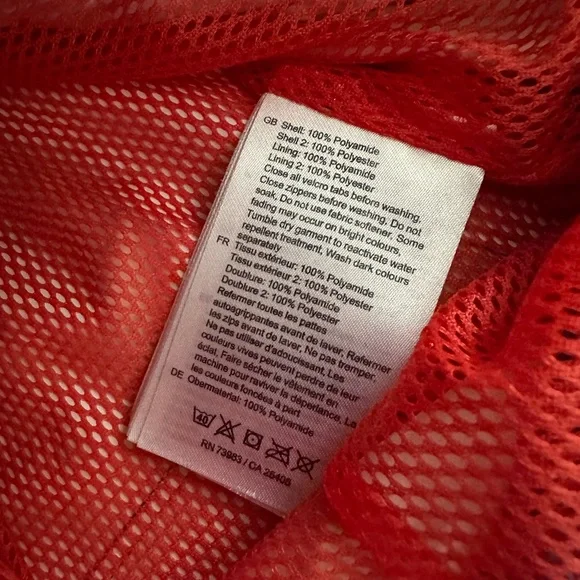 GB Shell: 100% Polyamide
Shell 2: 100% Polyester
Lining: 100% Polyamide
Lining 2: 100% Polyester
Close all velcro tabs before washing,
Close zippers before washing, Do not
soak, Do not use fabric softener, Some
fading may occur on bright colours,
Tumble dry garment to reactivate water
repellent treatment, Wash dark colours
separately
FR Tissu extérieur: 100% Polyamide
Tissu extérieur 2: 100% Polyester
Doublure: 100% Polyamide
Doublure 2: 100% Polyester
Refermer toutes les pattes
autogrippantes avant de laver, Refermer
les zips avant de laver, Ne pas tremper,
Ne pas utiliser d'adoucissant, Les
couleurs vives peuvent perdre de leur
éclat, Faire sécher le vêtement en
machine pour raviver la déperlance, La
les couleurs foncées à part
DE Obermaterial: 100% Polyamide
40
RN 73983 / CA 25408